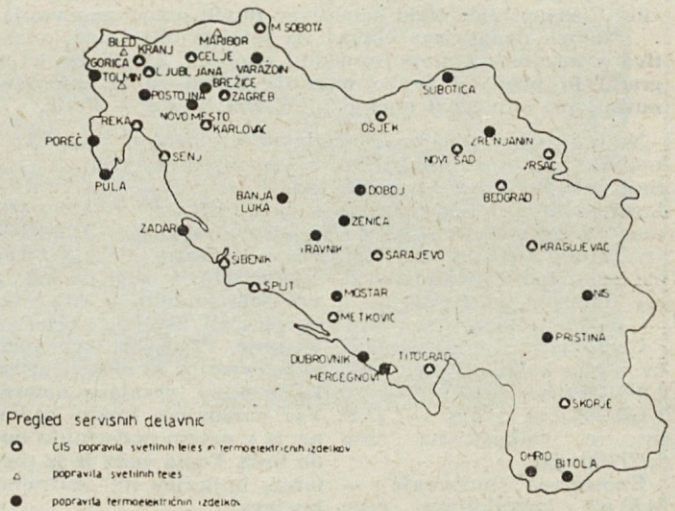 M SOBOTA
MARIBOR
BLED
KRANJ
CELJE
GORICA
LJUBLJANA
VARAŽDIN
TOLMIN
BREŽICE
POSTOJNA
ZAGREB
NOVO MESTO
REKA
KARLOVAC
POREČ
SENJ
PULA
SUBOTICA
OSJEK
ZRENJANIN
NOVI SAD
VRSAC
BEOGRAD
BANJA
LUKA
DOBOJ
ZENICA
ZADAR
TRAVNIK
SARAJEVO
KRAGUJEVAC
ŠIBENIK
SPLIT
MOSTAR
NIS
METKOVIĆ
PRISTINA
DUBROVNIK
TITOGRAD
HERCEGNOVI
SKOPJE
OHRID
BITOLA
Pregled servisnih delavnic
ČIS popravila svetilnih teles in termoelektričnih izdelkov
popravila svetilnih teles
popravila termoelektričnih izdelkov